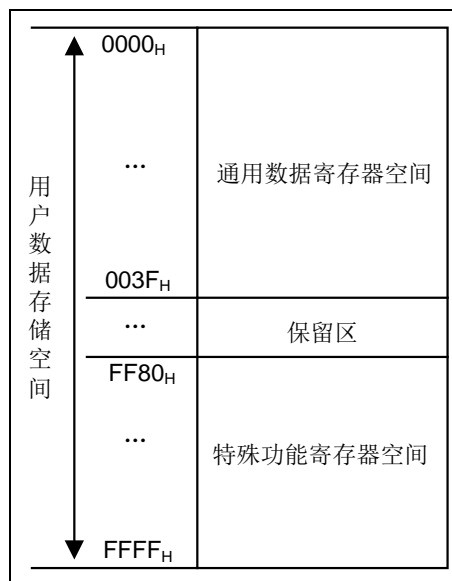 用户数据存储空间
0000H
...
通用数据寄存器空间
003FH
...
保留区
FF80H
...
特殊功能寄存器空间
FFFFH